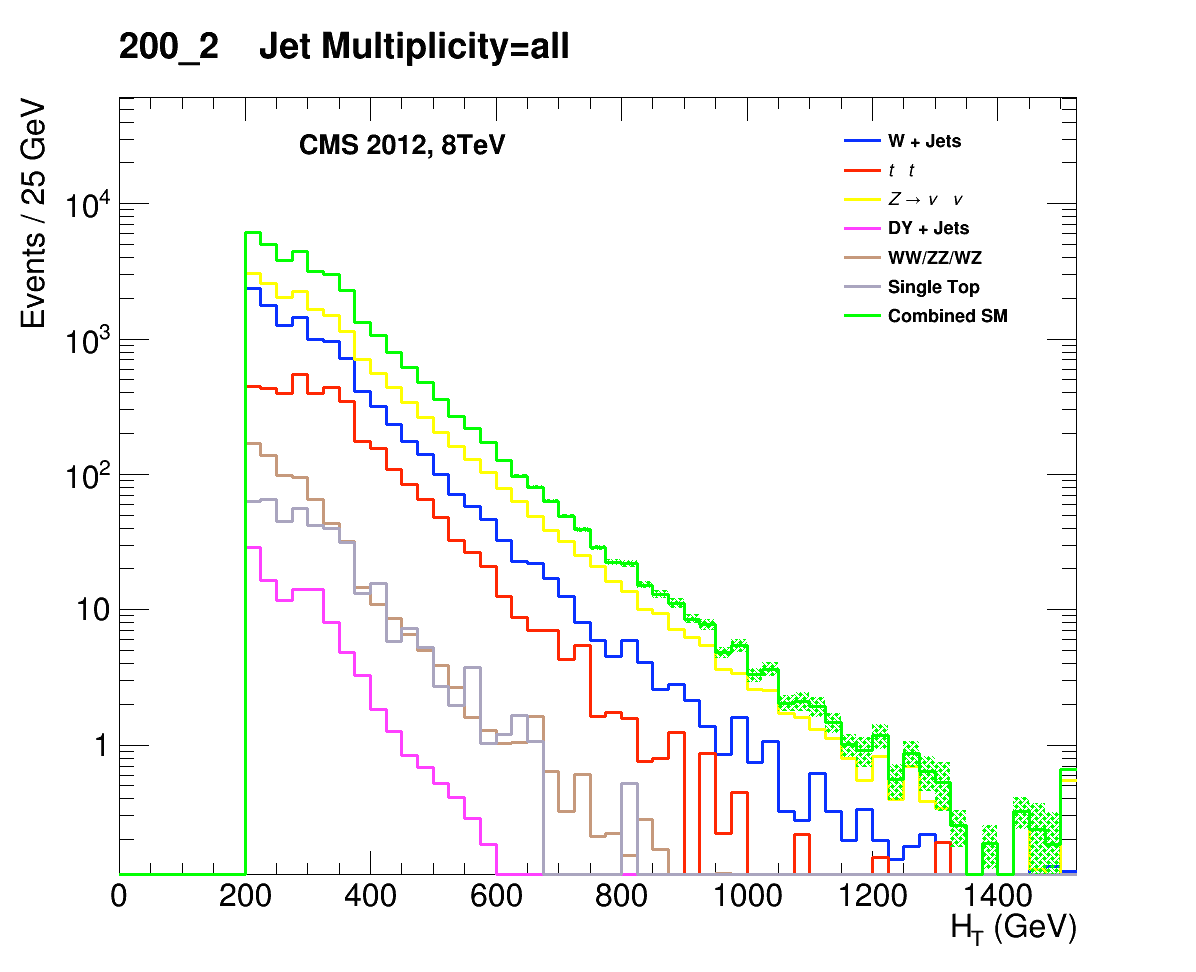 200_2 Jet Multiplicity=all
Events / 25 GeV
CMS 2012, 8TeV
W + Jets
t t
Z → ν ν
DY + Jets
WW/ZZ/WZ
Single Top
Combined SM
10⁴
10³
10²
10
1
0 200 400 600 800 1000 1200 1400
H_T (GeV)